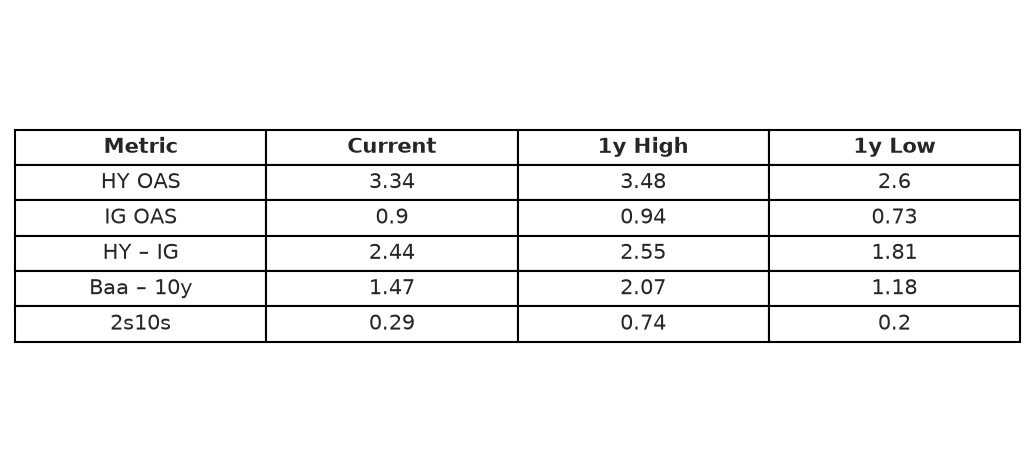 Metric Current 1y High 1y Low
HY OAS 3.34 3.48 2.6
IG OAS 0.9 0.94 0.73
HY – IG 2.44 2.55 1.81
Baa – 10y 1.47 2.07 1.18
2s10s 0.29 0.74 0.2